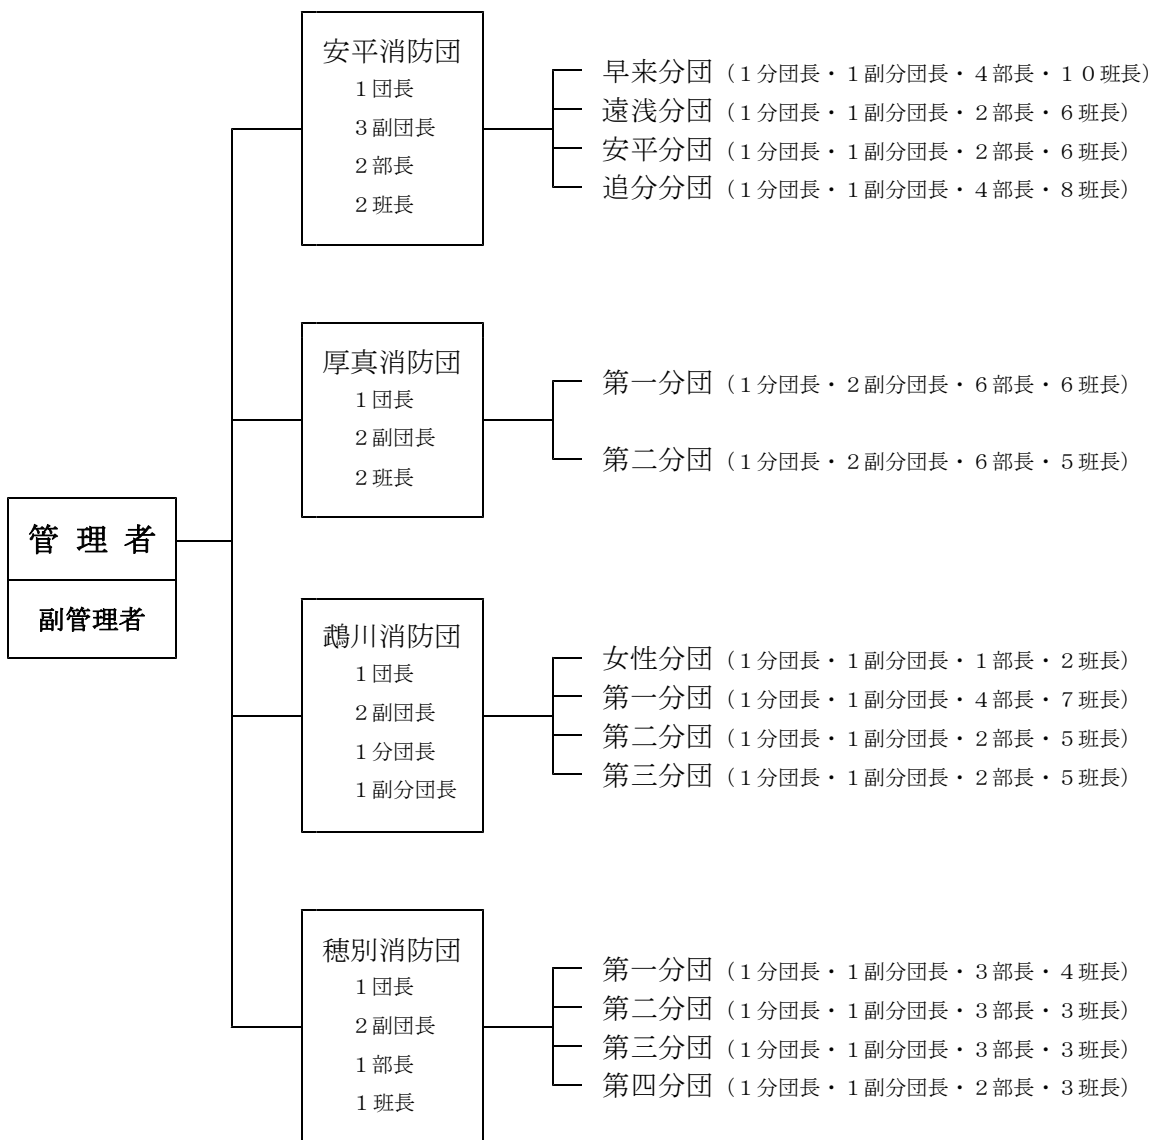 安平消防団
１団長
３副団長
２部長
２班長
早来分団（１分団長・１副分団長・４部長・１０班長）
遠浅分団（１分団長・１副分団長・２部長・６班長）
安平分団（１分団長・１副分団長・２部長・６班長）
追分分団（１分団長・１副分団長・４部長・８班長）
厚真消防団
１団長
２副団長
２班長
第一分団（１分団長・２副分団長・６部長・６班長）
第二分団（１分団長・２副分団長・６部長・５班長）
管 理 者
副管理者
鵡川消防団
１団長
２副団長
１分団長
１副分団長
女性分団（１分団長・１副分団長・１部長・２班長）
第一分団（１分団長・１副分団長・４部長・７班長）
第二分団（１分団長・１副分団長・２部長・５班長）
第三分団（１分団長・１副分団長・２部長・５班長）
穂別消防団
１団長
２副団長
１部長
１班長
第一分団（１分団長・１副分団長・３部長・４班長）
第二分団（１分団長・１副分団長・３部長・３班長）
第三分団（１分団長・１副分団長・３部長・３班長）
第四分団（１分団長・１副分団長・２部長・３班長）